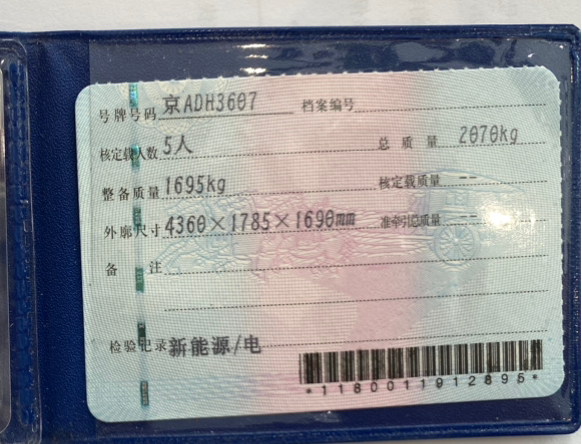 号牌号码 京ADH3607 档案编号
核定载人数 5人 总质量 2070kg
整备质量 1695kg 核定载质量 --
外廓尺寸 4360×1785×1690mm 准牵引总质量 --
备注
检验记录 新能源/电
*1180011912895*